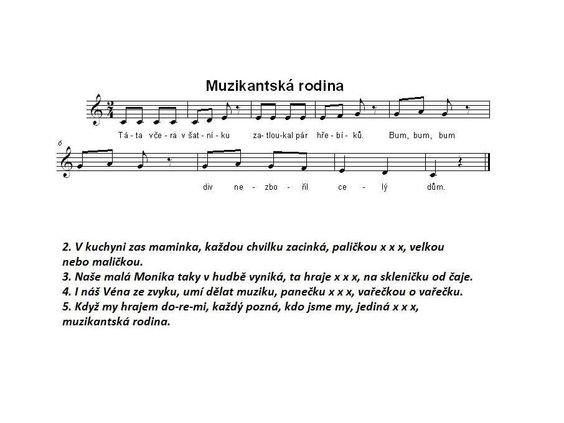 Muzikantská rodina
Tá - ta v če - ra v šat - ní - ku za - tlou - kal pár hře - bí - ků. Bum, bum, bum
6
div ne - zbo - řil ce - lý dům.
2. V kuchyni zas maminka, každou chvilku zacinká, paličkou x x x, velkou
nebo maličkou.
3. Naše malá Monika taky v hudbě vyniká, ta hraje x x x, na skleničku od čaje.
4. I náš Véna ze zvyku, umí dělat muziku, panečku x x x, vařečkou o vařečku.
5. Když my hrajem do-re-mi, každý pozná, kdo jsme my, jediná x x x,
muzikantská rodina.